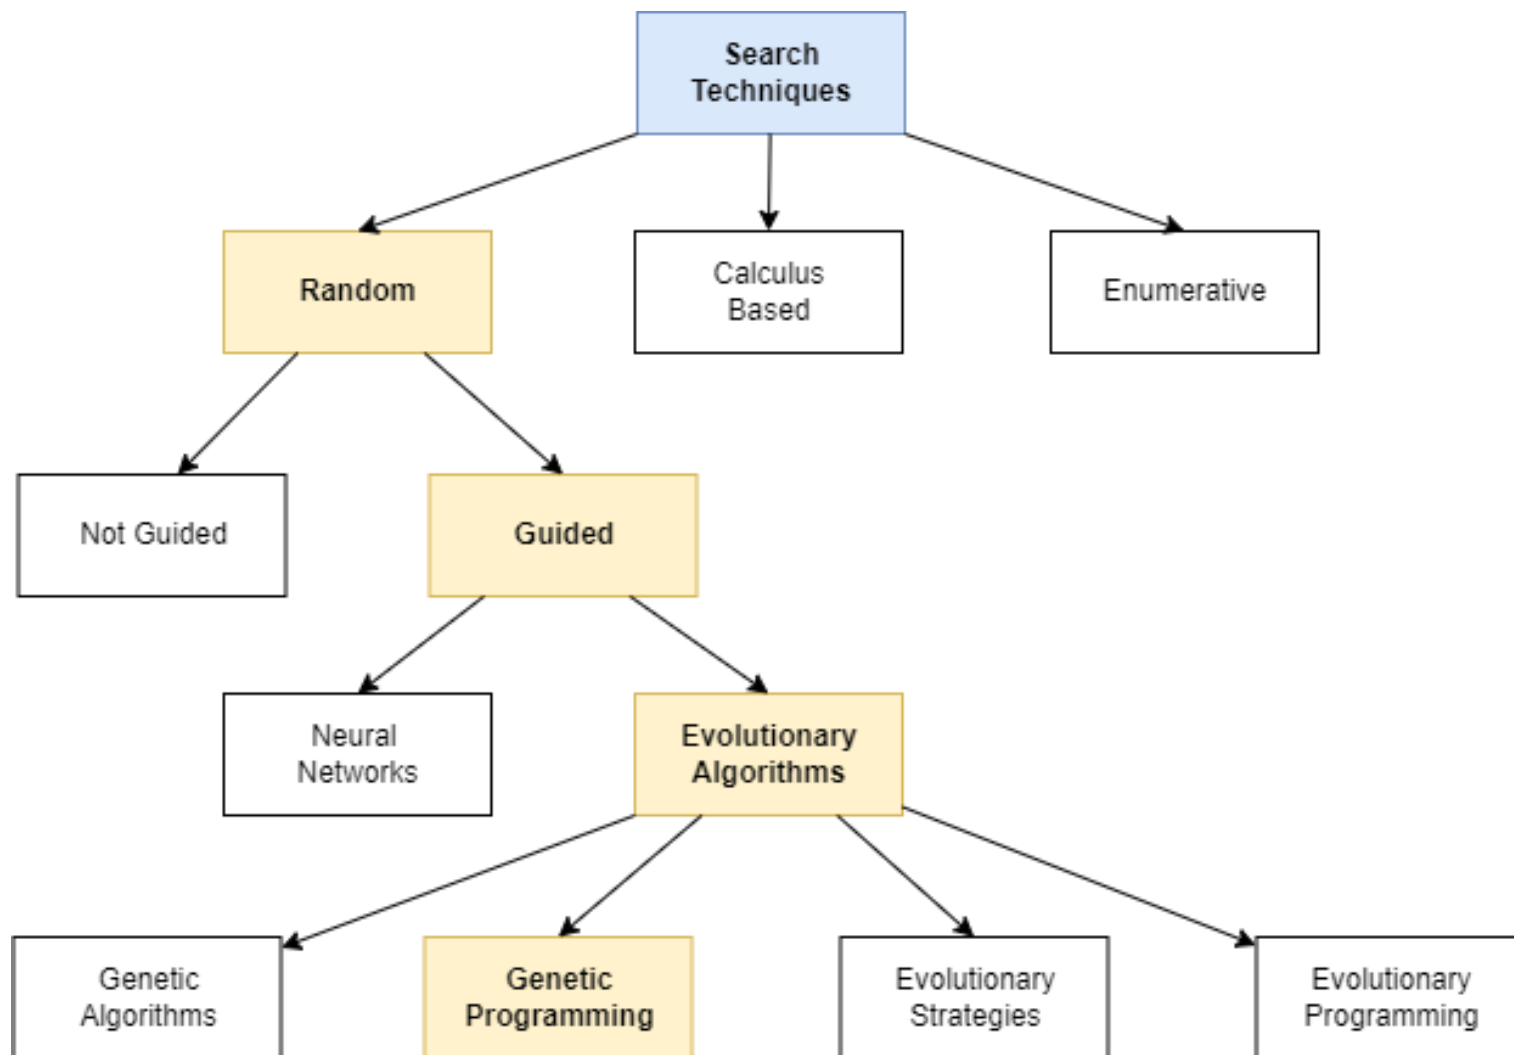 Search
Techniques
Random
Calculus
Based
Enumerative
Not Guided
Guided
Neural
Networks
Evolutionary
Algorithms
Genetic
Algorithms
Genetic
Programming
Evolutionary
Strategies
Evolutionary
Programming